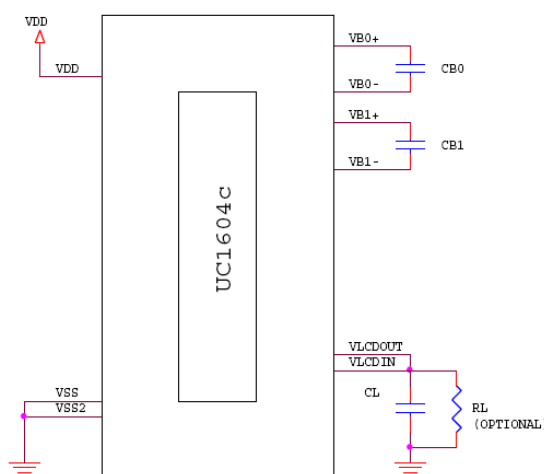 VDD
VDD
VB0+
CB0
VB0-
VB1+
CB1
VB1-
UC1604c
VLCDOUT
VLCDIN
VSS
CL
VSS2
RL
(OPTIONAL)